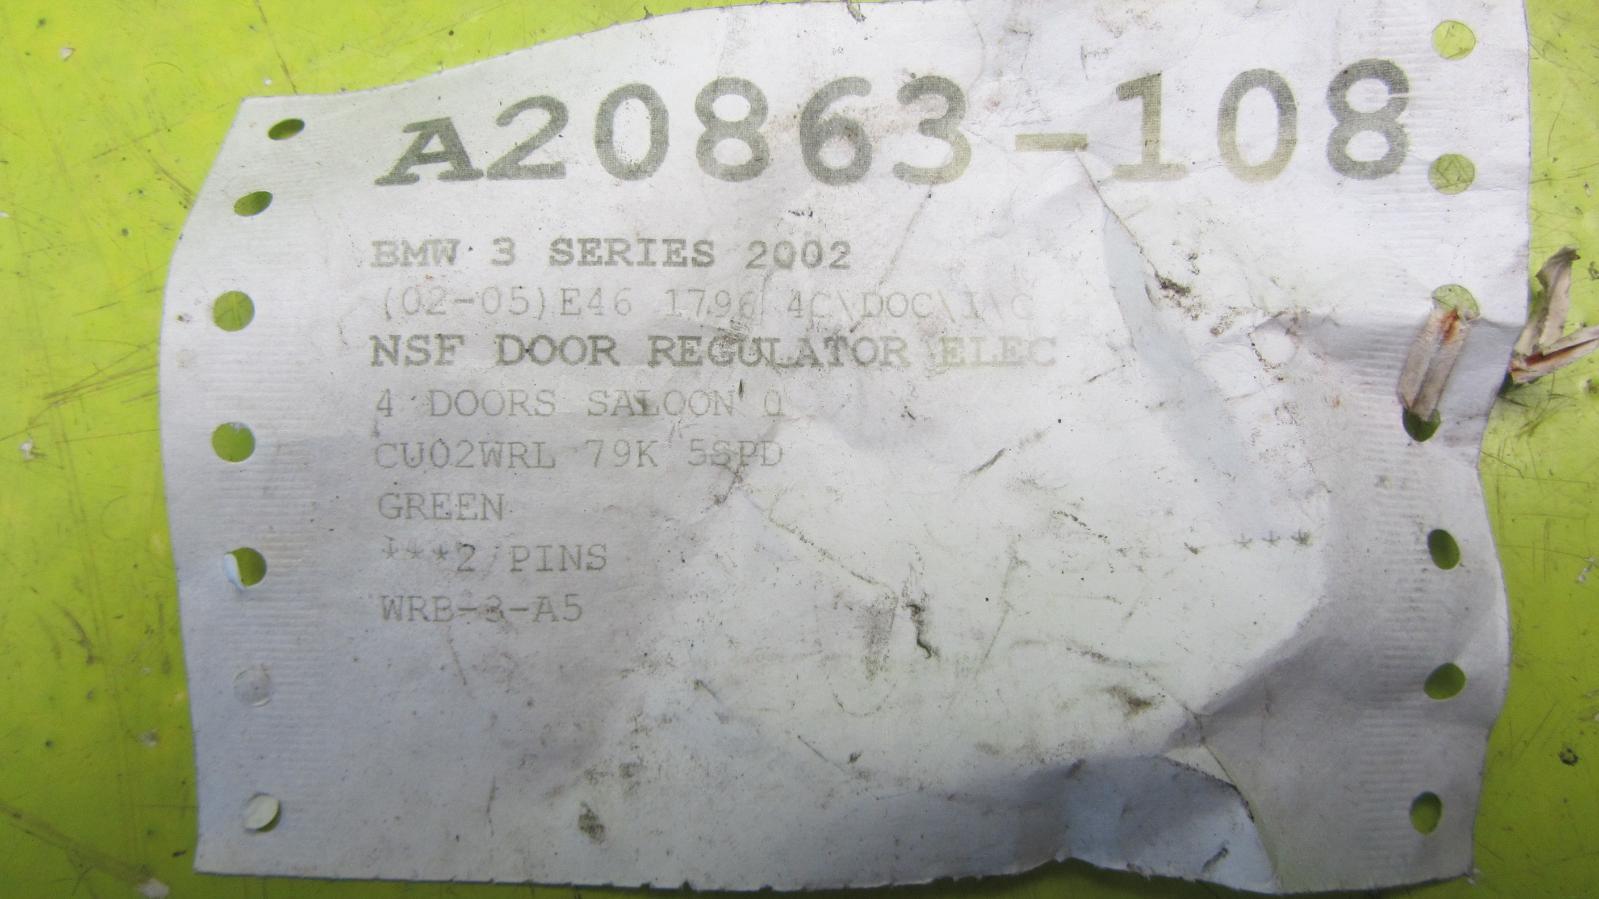 A20863-108
BMW 3 SERIES 2002
(02-05)E46 1796 4C\DOC\I\C
NSF DOOR REGULATOR ELEC
4 DOORS SALOON Q
CU02WRL 79K 5SPD
GREEN
***2 PINS ***
WRB-3-A5